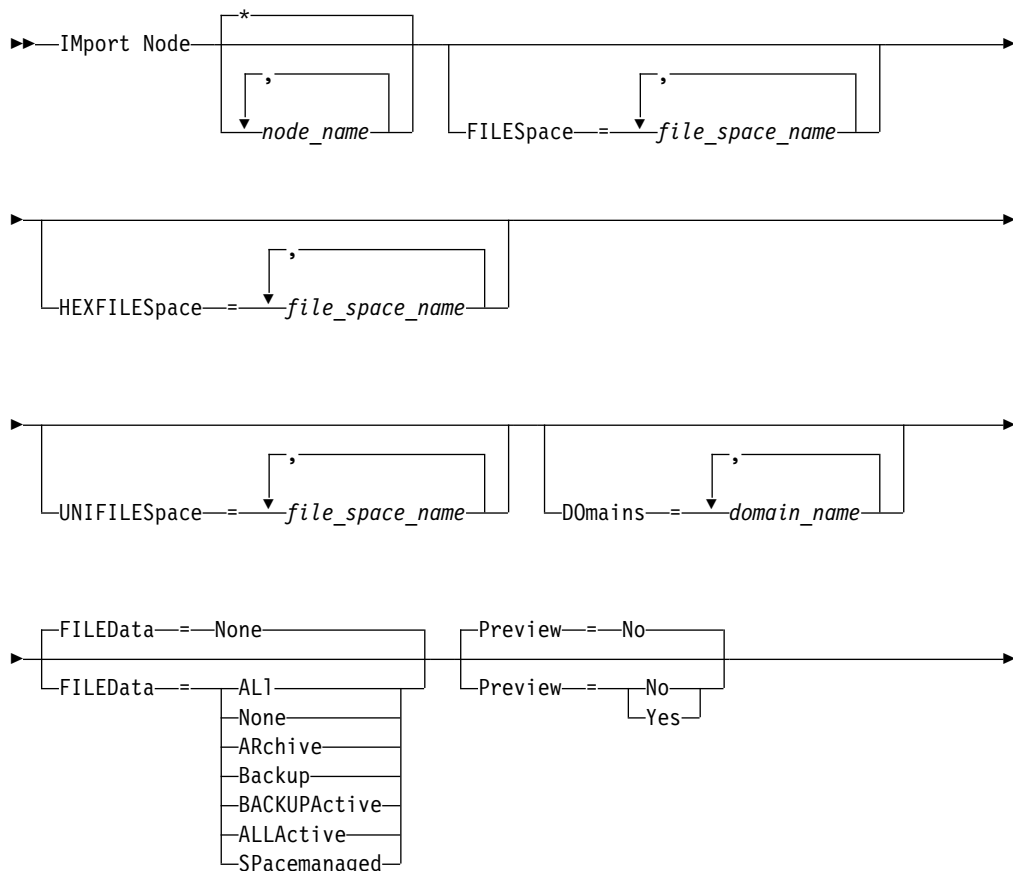 *
IMport Node
,
,
node_name
FILESpace = file_space_name
,
HEXFILESpace = file_space_name
,
,
UNIFILESpace = file_space_name
DOmains = domain_name
FILEData = None
Preview = No
FILEData = ALl
Preview = No
None
Yes
ARchive
Backup
BACKUPActive
ALLActive
SPacemanaged